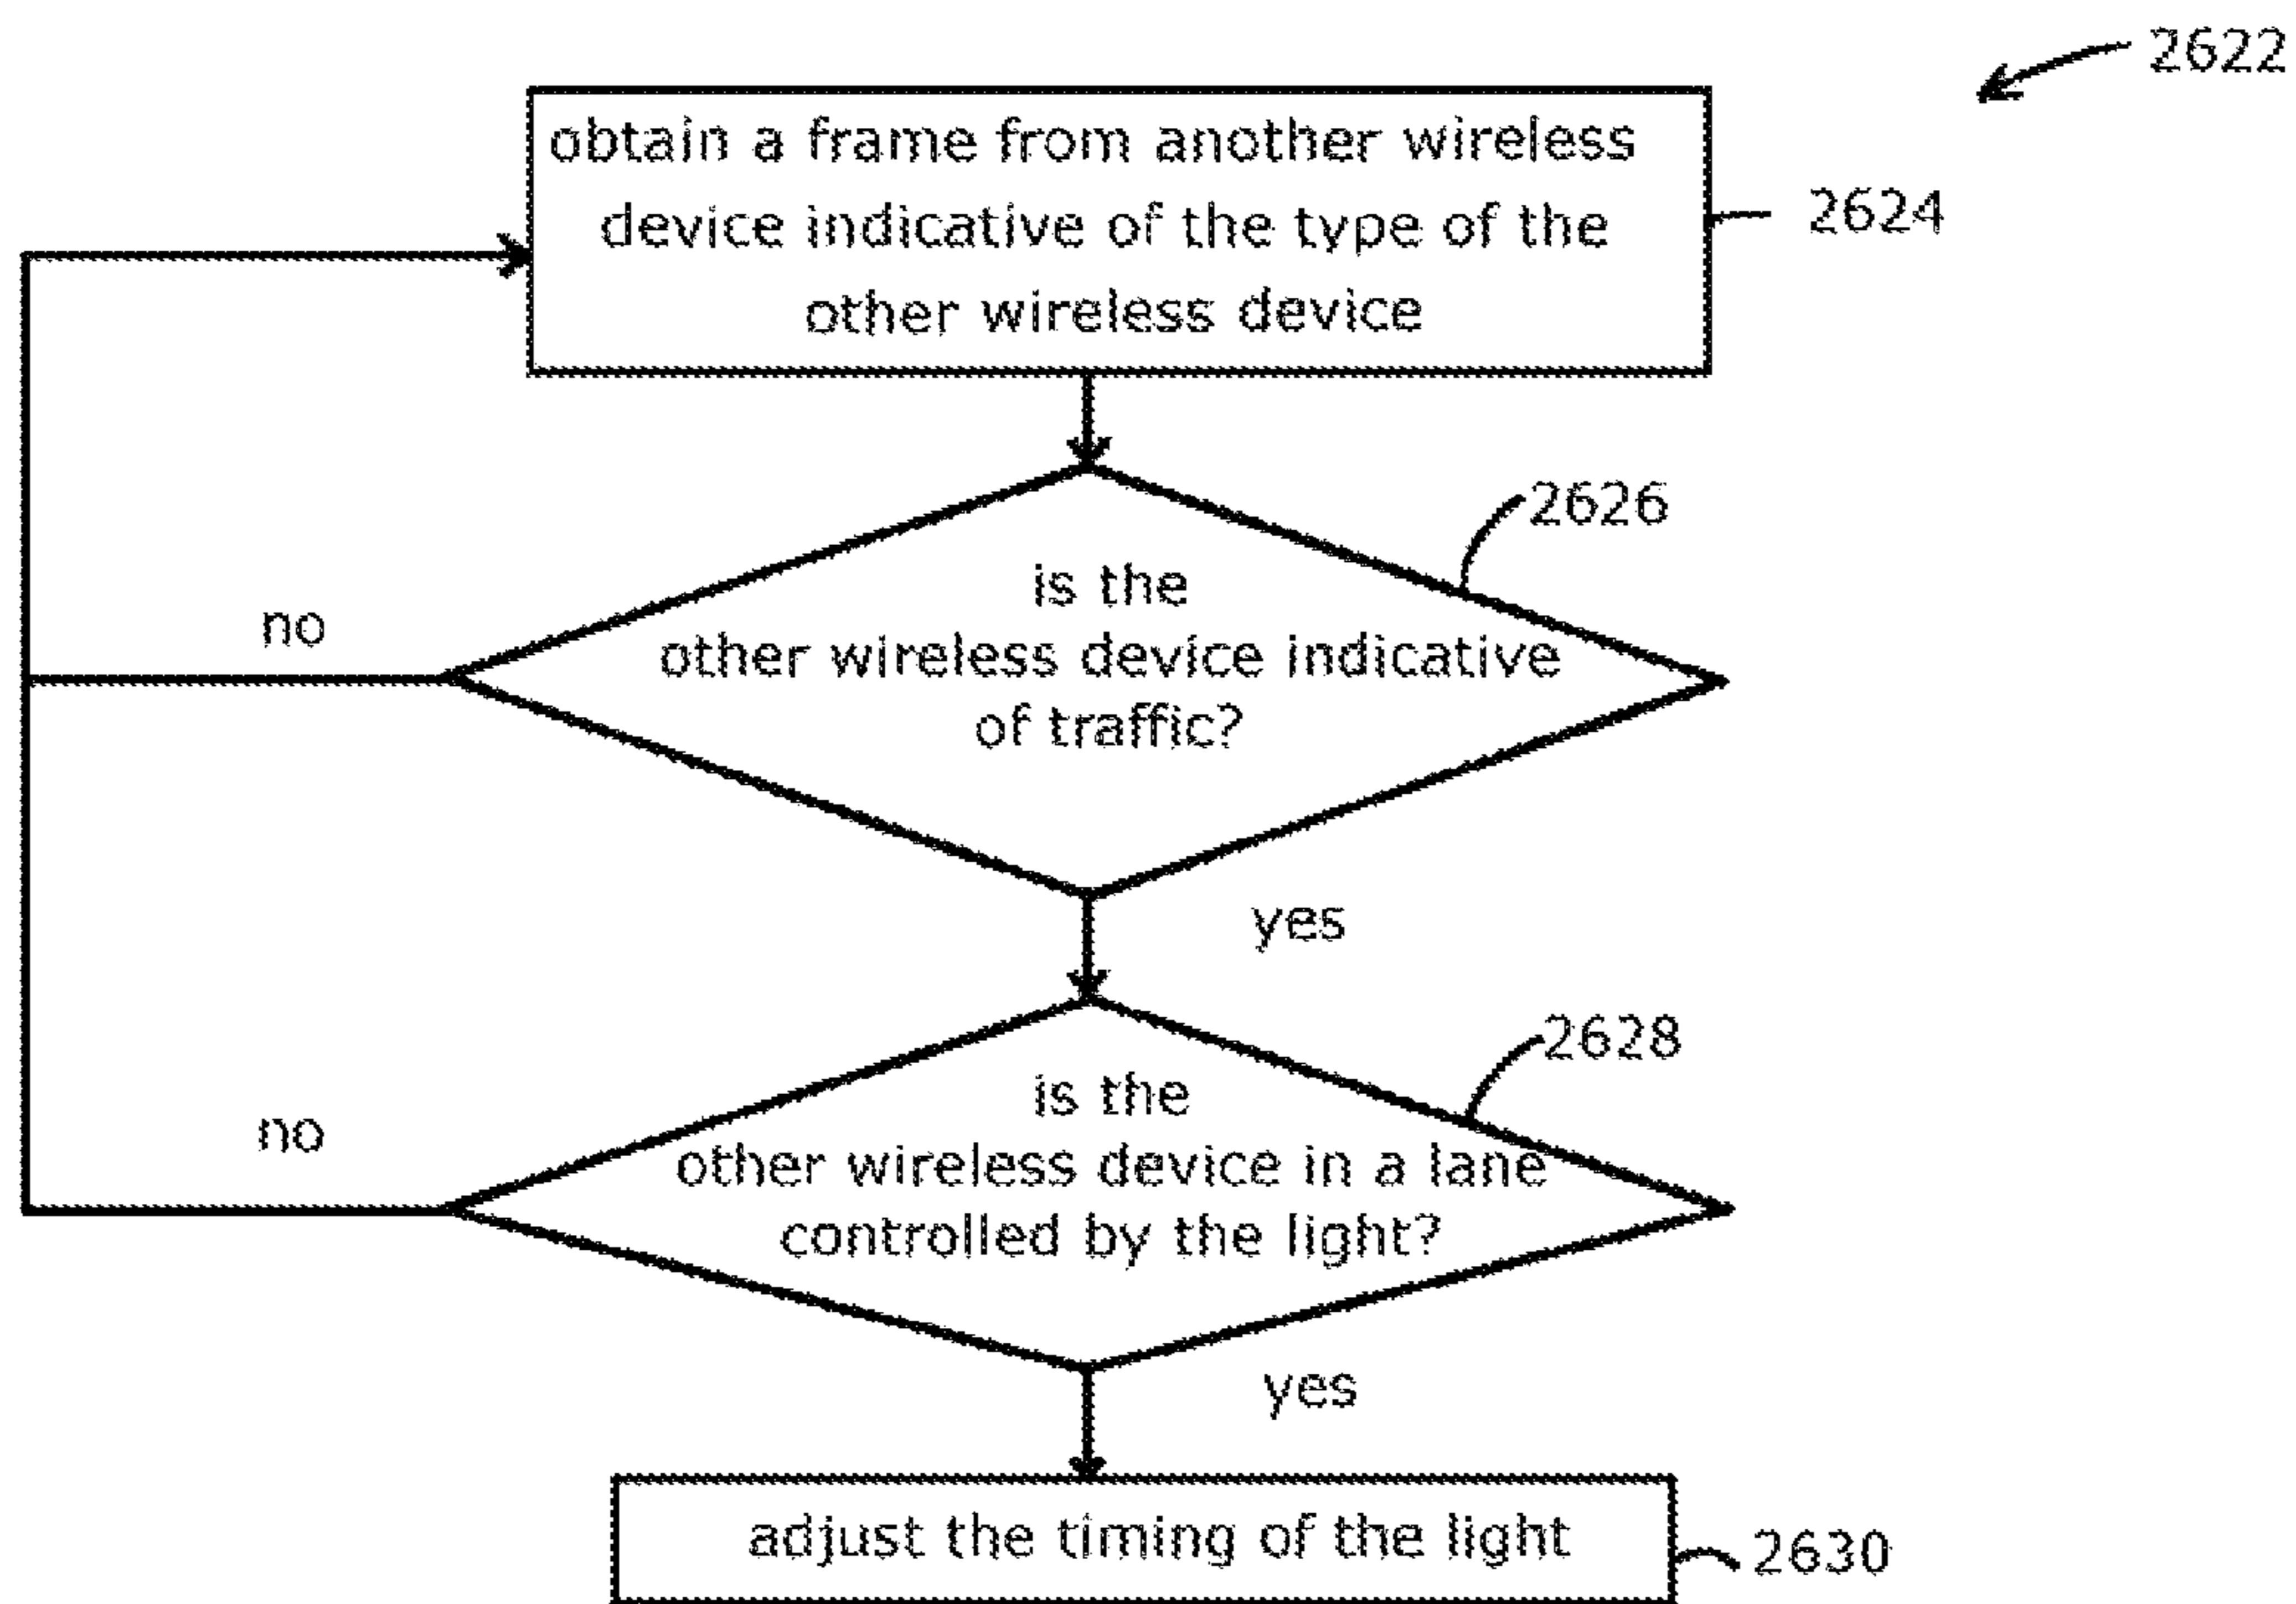 2622
obtain a frame from another wireless
device indicative of the type of the
other wireless device
2624
2626
is the
other wireless device indicative
of traffic?
no
yes
2628
is the
other wireless device in a lane
controlled by the light?
no
yes
adjust the timing of the light
2630